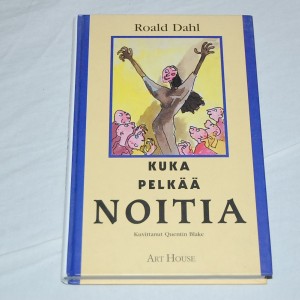 Roald Dahl
KUKA
PELKÄÄ
NOITIA
Kuvittanut Quentin Blake
ART HOUSE